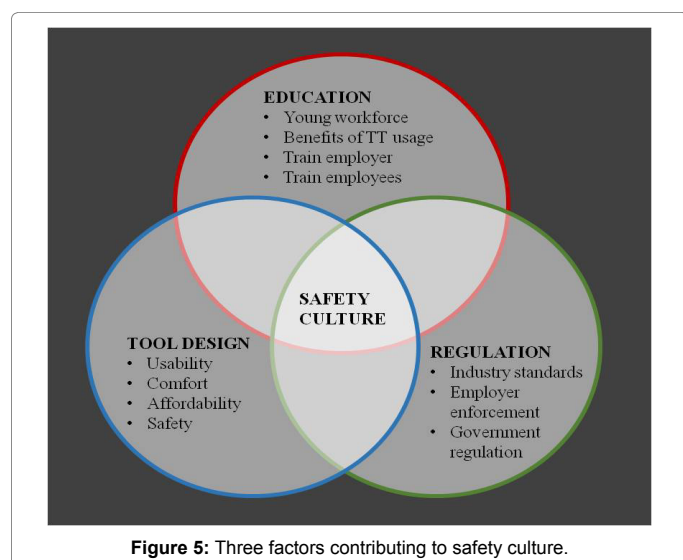 EDUCATION
• Young workforce
• Benefits of TT usage
• Train employer
• Train employees
SAFETY
CULTURE
TOOL DESIGN
• Usability
• Comfort
• Affordability
• Safety
REGULATION
• Industry standards
• Employer
enforcement
• Government
regulation
Figure 5: Three factors contributing to safety culture.